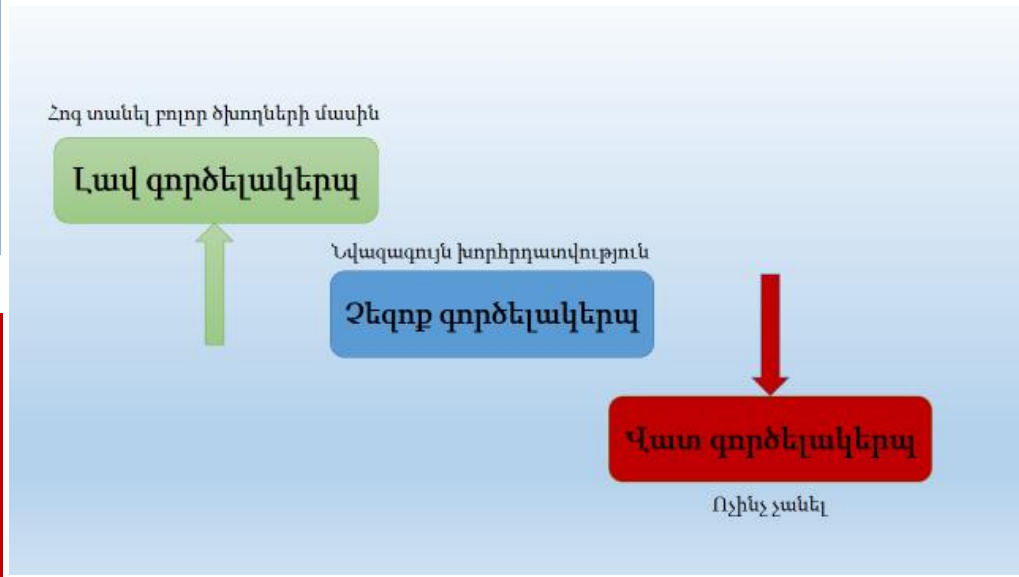 Հոգ տանել բոլոր ծխողների մասին
Լավ գործելակերպ
Նվազագույն խորհրդատվություն
Չեզոք գործելակերպ
Վատ գործելակերպ
Ոչինչ չանել